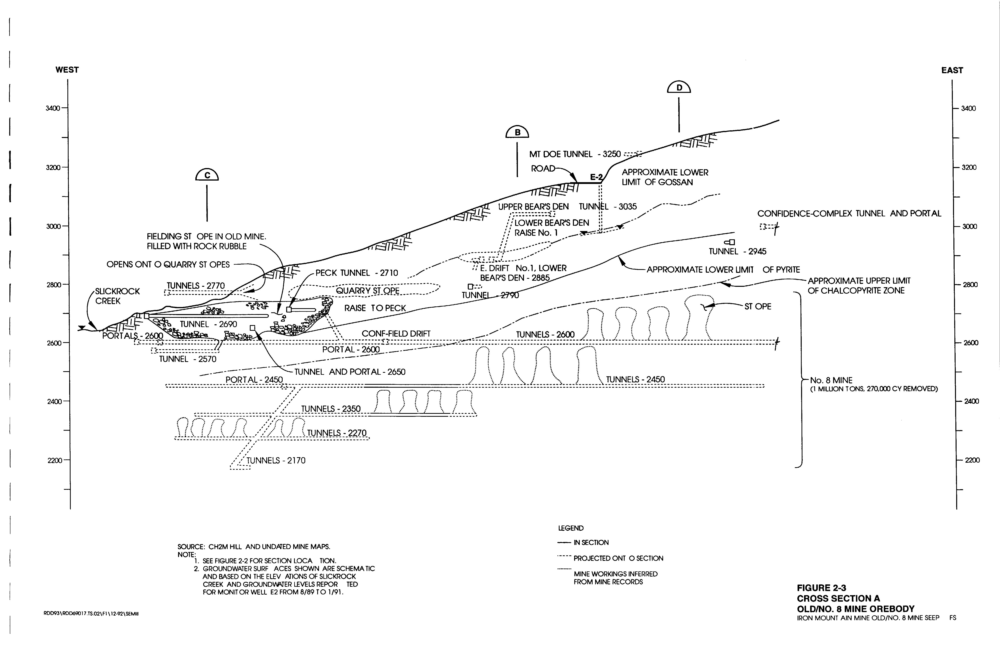 WEST
EAST
D
3400
3400
B
MT DOE TUNNEL - 3250
ROAD
E-2
APPROXIMATE LOWER
LIMIT OF GOSSAN
3200
3200
C
UPPER BEAR'S DEN TUNNEL - 3035
CONFIDENCE-COMPLEX TUNNEL AND PORTAL
LOWER BEAR'S DEN
RAISE No. 1
3000
3000
FIELDING ST OPE IN OLD MINE.
FILLED WITH ROCK RUBBLE
TUNNEL - 2945
OPENS ONT O QUARRY ST OPES
E. DRIFT No.1, LOWER
BEAR'S DEN - 2885
APPROXIMATE LOWER LIMIT OF PYRITE
PECK TUNNEL - 2710
APPROXIMATE UPPER LIMIT
OF CHALCOPYRITE ZONE
2800
2800
TUNNELS - 2770
SLICKROCK
CREEK
QUARRY ST OPE
TUNNEL - 2790
RAISE TO PECK
ST OPE
TUNNEL - 2690
PORTALS - 2600
CONF-FIELD DRIFT
TUNNELS - 2600
2600
2600
PORTAL - 2600
TUNNEL - 2570
TUNNEL AND PORTAL - 2650
PORTAL - 2450
TUNNELS - 2450
No. 8 MINE
(1 MILLION TONS, 270,000 CY REMOVED)
2400
2400
TUNNELS - 2350
TUNNELS - 2270
2200
2200
TUNNELS - 2170
LEGEND
IN SECTION
PROJECTED ONT O SECTION
MINE WORKINGS INFERRED
FROM MINE RECORDS
SOURCE: CH2M HILL AND UNDATED MINE MAPS.
NOTE:
1. SEE FIGURE 2-2 FOR SECTION LOCA TION.
2. GROUNDWATER SURF ACES SHOWN ARE SCHEMA TIC
AND BASED ON THE ELEV ATIONS OF SLICKROCK
CREEK AND GROUNDWATER LEVELS REPOR TED
FOR MONIT OR WELL E2 FROM 8/89 T O 1/91.
FIGURE 2-3
CROSS SECTION A
OLD/NO. 8 MINE OREBODY
IRON MOUNT AIN MINE OLD/NO. 8 MINE SEEP FS
RDD93\RDD69017.TS.02\F1\12-92\SEMIII